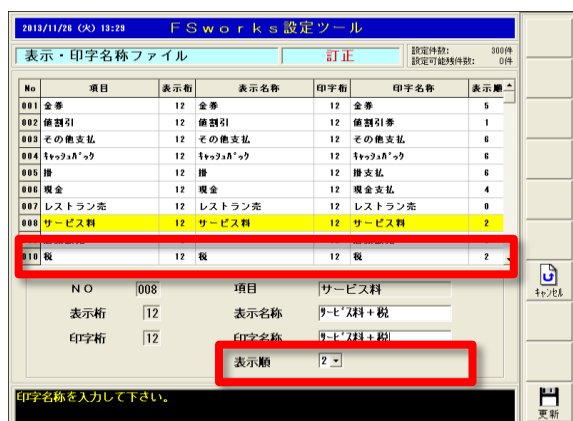 2013/11/26 (火) 13:29 FSworks設定ツール
表示・印字名称ファイル 訂正 設定件数: 300件
設定可能残件数: 0件
No 項目 表示桁 表示名称 印字桁 印字名称 表示順
001 金券 12 金券 12 金券 5
002 値割引 12 値割引 12 値割引券 1
003 その他支払 12 その他支払 12 その他支払 6
004 ｷｬｯｼｭﾊﾞｯｸ 12 ｷｬｯｼｭﾊﾞｯｸ 12 ｷｬｯｼｭﾊﾞｯｸ 6
005 掛 12 掛 12 掛支払 6
006 現金 12 現金 12 現金支払 4
007 レストラン売 12 レストラン売 12 レストラン売 0
008 サービス料 12 サービス料 12 サービス料 2
010 税 12 税 12 税 2
NO 008 項目 サービス料
表示桁 12 表示名称 ｻｰﾋﾞｽ料+税
印字桁 12 印字名称 ｻｰﾋﾞｽ料+税
表示順 2
印字名称を入力して下さい。
ｷｬﾝｾﾙ
更新